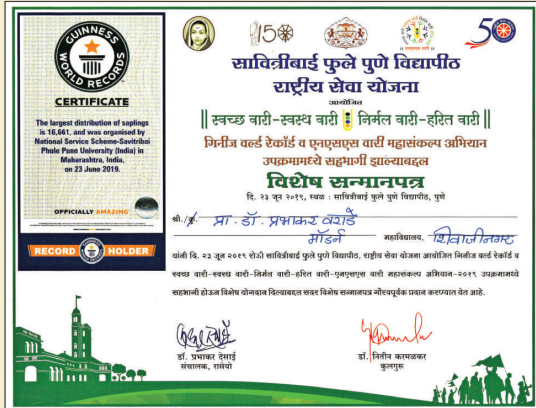 GUINNESS
WORLD RECORDS
CERTIFICATE
The largest distribution of saplings
is 16,661, and was organised by
National Service Scheme-Savitribai
Phule Pune University (India) in
Maharashtra, India,
on 23 June 2019.
OFFICIALLY AMAZING
RECORD HOLDER
150
50
सावित्रीबाई फुले पुणे विद्यापीठ
राष्ट्रीय सेवा योजना
आयोजित
|| स्वच्छ वारी-स्वस्थ वारी निर्मल वारी-हरित वारी ||
गिनीज वर्ल्ड रेकॉर्ड व एनएसएस वारी महासंकल्प अभियान
उपक्रमामध्ये सहभागी झाल्याबद्दल
विशेष सन्मानपत्र
दि. २३ जून २०१९, स्थळ : सावित्रीबाई फुले पुणे विद्यापीठ, पुणे
श्री./श्र. प्रा. डॉ. प्रभाकर वराडे
मॉडर्न महाविद्यालय, शिवाजीनगर
यांनी दि. २३ जून २०१९ रोजी सावित्रीबाई फुले पुणे विद्यापीठ, राष्ट्रीय सेवा योजना आयोजित गिनीज वर्ल्ड रेकॉर्ड व
स्वच्छ वारी-स्वस्थ वारी-निर्मल वारी-हरित वारी-एनएसएस वारी महासंकल्प अभियान-२०१९ उपक्रमामध्ये
सहभागी होऊन विशेष योगदान दिल्याबद्दल सदर विशेष सन्मानपत्र गौरवपूर्वक प्रदान करण्यात येत आहे.
डॉ. प्रभाकर देसाई
संचालक, रासेयो
डॉ. नितीन करमळकर
कुलगुरू